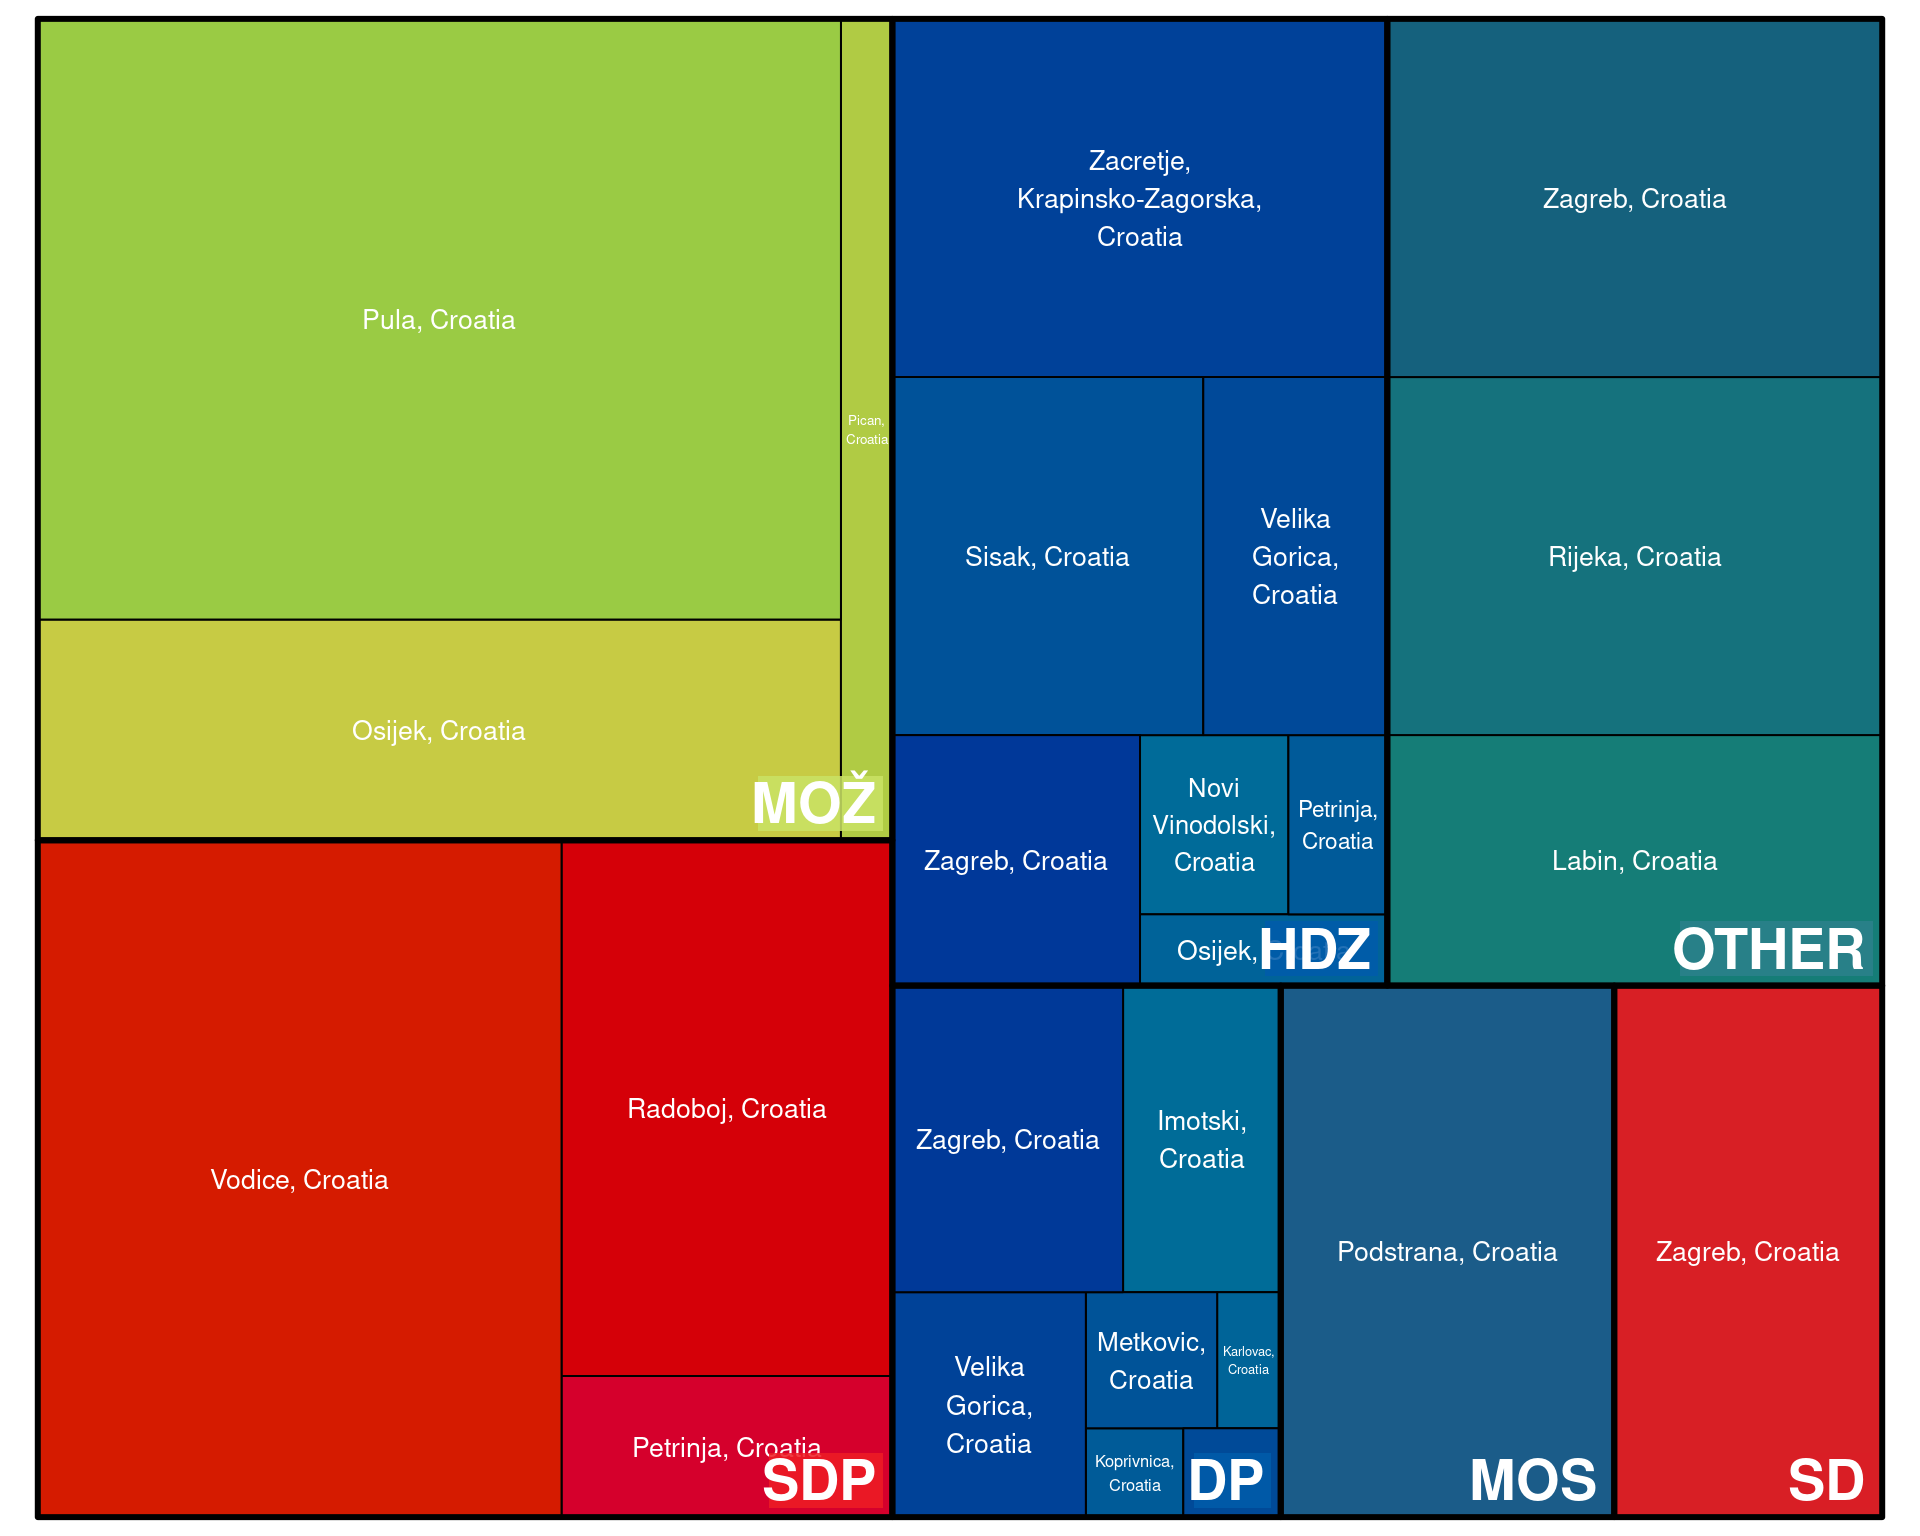 Pula, Croatia
Pican,
Croatia
Osijek, Croatia
MOŽ
Vodice, Croatia
Radoboj, Croatia
Petrinja, Croatia
SDP
Zacretje,
Krapinsko-Zagorska,
Croatia
Sisak, Croatia
Velika
Gorica,
Croatia
Zagreb, Croatia
Novi
Vinodolski,
Croatia
Petrinja,
Croatia
Osijek, Croatia
HDZ
Zagreb, Croatia
Rijeka, Croatia
Labin, Croatia
OTHER
Zagreb, Croatia
Imotski,
Croatia
Velika
Gorica,
Croatia
Metkovic,
Croatia
Karlovac,
Croatia
Koprivnica,
Croatia
DP
Podstrana, Croatia
MOS
Zagreb, Croatia
SD